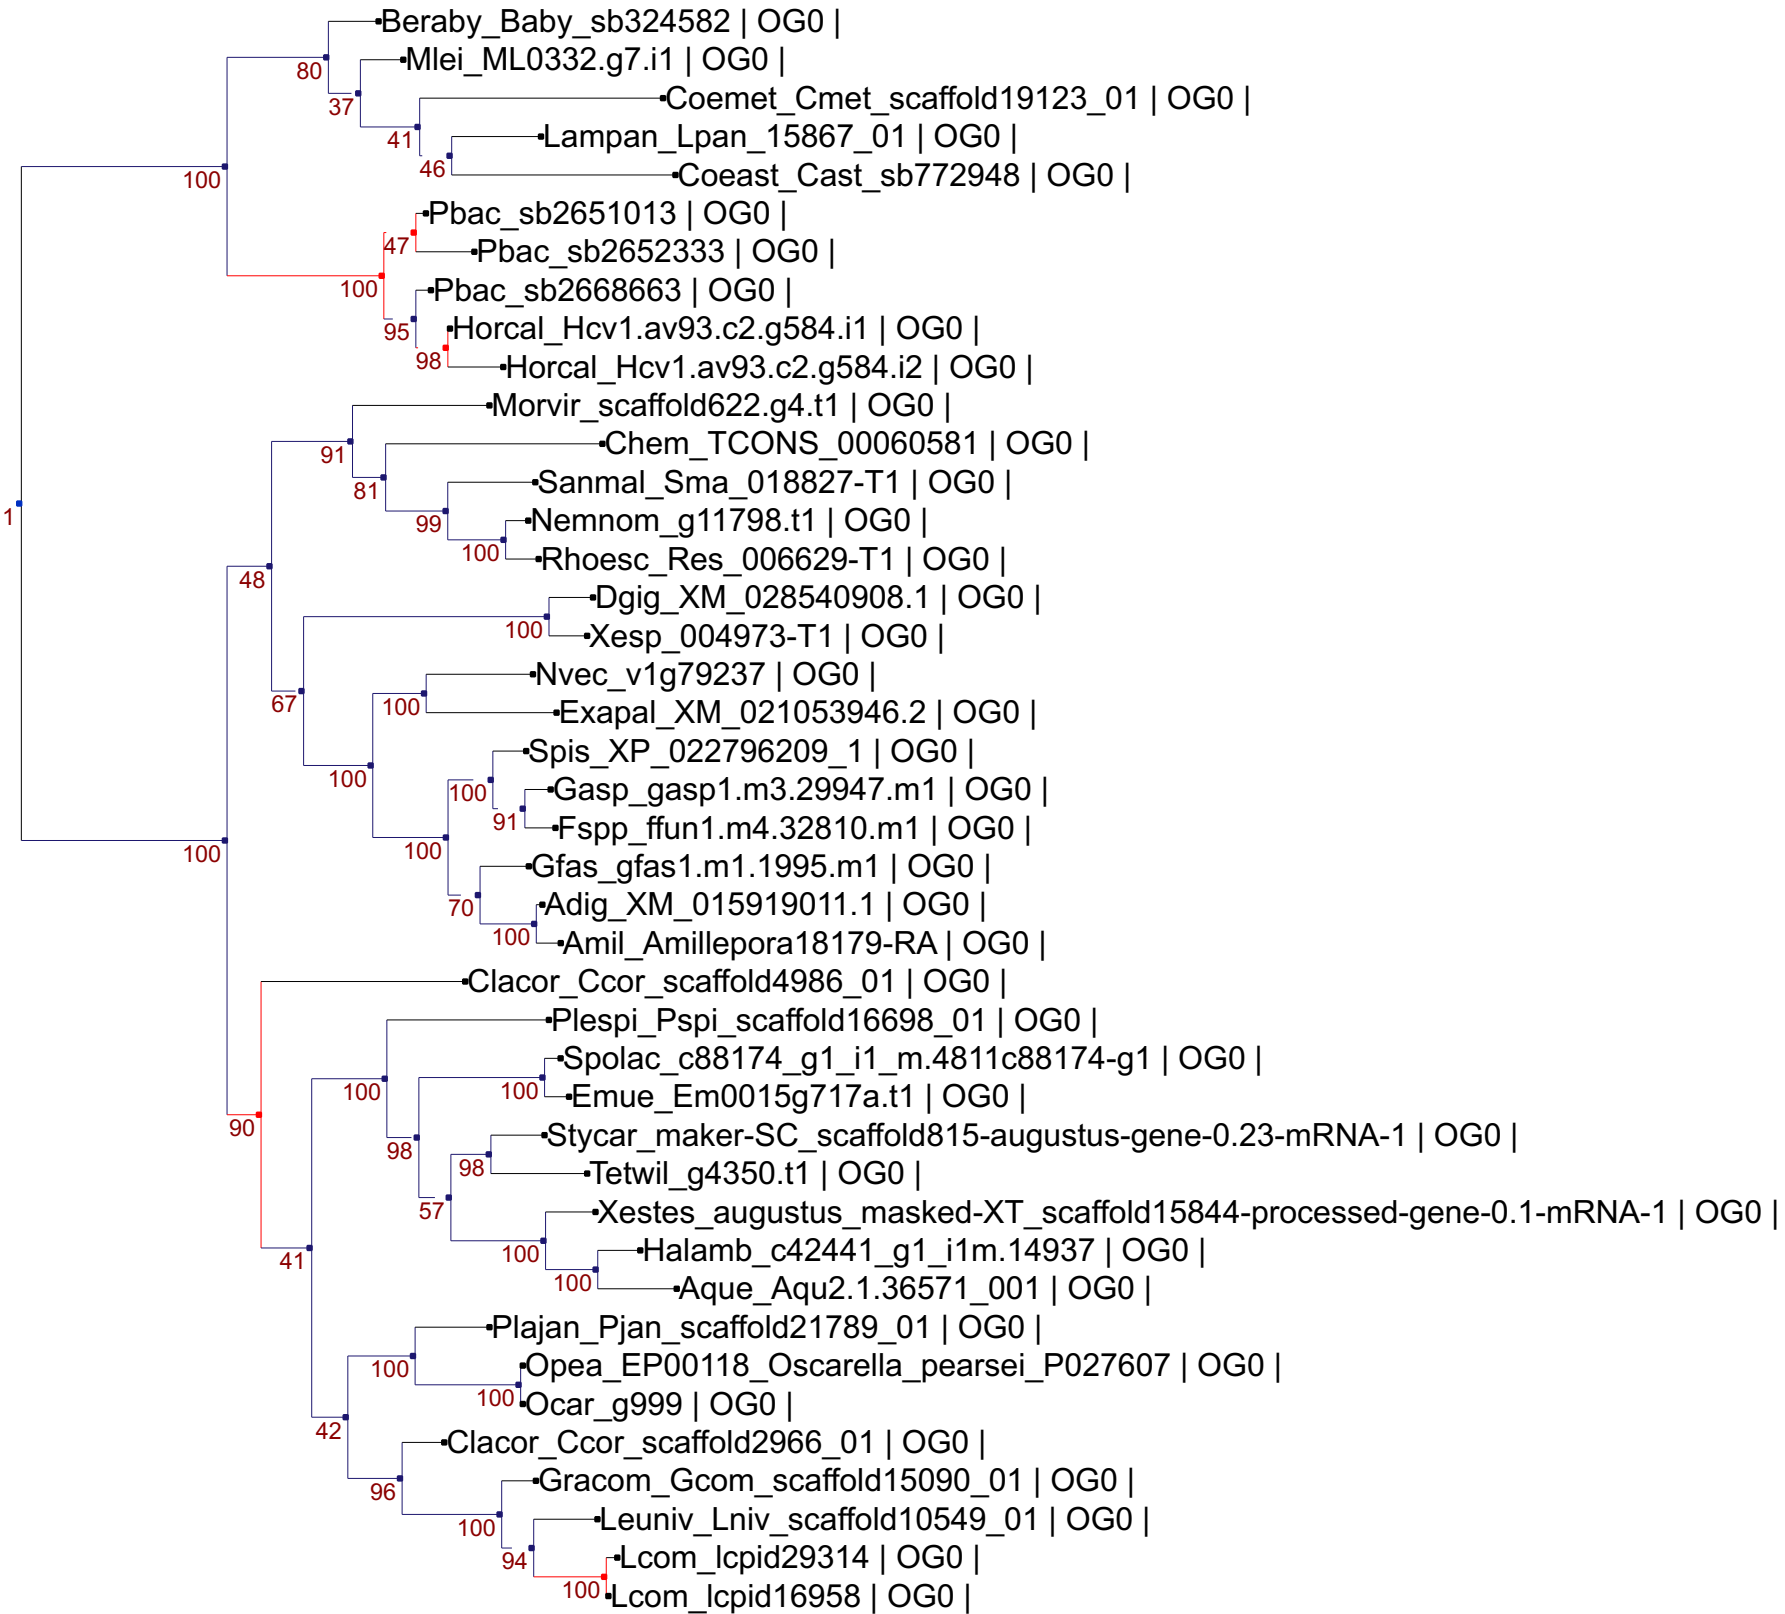 Beraby_Baby_sb324582 | OG0 |
Mlei_ML0332.g7.i1 | OG0 |
80
Coemet_Cmet_scaffold19123_01 | OG0 |
37
Lampan_Lpan_15867_01 | OG0 |
41
46
Coeast_Cast_sb772948 | OG0 |
100
Pbac_sb2651013 | OG0 |
47
Pbac_sb2652333 | OG0 |
100
Pbac_sb2668663 | OG0 |
95
Horcal_Hcv1.av93.c2.g584.i1 | OG0 |
98
Horcal_Hcv1.av93.c2.g584.i2 | OG0 |
Morvir_scaffold622.g4.t1 | OG0 |
91
Chem_TCONS_00060581 | OG0 |
81
Sanmal_Sma_018827-T1 | OG0 |
1
99
Nemnom_g11798.t1 | OG0 |
100
Rhoesc_Res_006629-T1 | OG0 |
48
Dgig_XM_028540908.1 | OG0 |
100
Xesp_004973-T1 | OG0 |
Nvec_v1g79237 | OG0 |
67
100
Exapal_XM_021053946.2 | OG0 |
Spis_XP_022796209_1 | OG0 |
100
100
Gasp_gasp1.m3.29947.m1 | OG0 |
91
Fspp_ffun1.m4.32810.m1 | OG0 |
100
100
Gfas_gfas1.m1.1995.m1 | OG0 |
70
Adig_XM_015919011.1 | OG0 |
100
Amil_Amillepora18179-RA | OG0 |
Clacor_Ccor_scaffold4986_01 | OG0 |
Plespi_Pspi_scaffold16698_01 | OG0 |
Spolac_c88174_g1_i1_m.4811c88174-g1 | OG0 |
100
100
Emue_Em0015g717a.t1 | OG0 |
90
Stycar_maker-SC_scaffold815-augustus-gene-0.23-mRNA-1 | OG0 |
98
98
Tetwil_g4350.t1 | OG0 |
57
Xestes_augustus_masked-XT_scaffold15844-processed-gene-0.1-mRNA-1 | OG0 |
100
Halamb_c42441_g1_i1m.14937 | OG0 |
41
100
Aque_Aqu2.1.36571_001 | OG0 |
Plajan_Pjan_scaffold21789_01 | OG0 |
100
Opea_EP00118_Oscarella_pearsei_P027607 | OG0 |
100
Ocar_g999 | OG0 |
42
Clacor_Ccor_scaffold2966_01 | OG0 |
96
Gracom_Gcom_scaffold15090_01 | OG0 |
100
Leuniv_Lniv_scaffold10549_01 | OG0 |
94
Lcom_lcpid29314 | OG0 |
100
Lcom_lcpid16958 | OG0 |